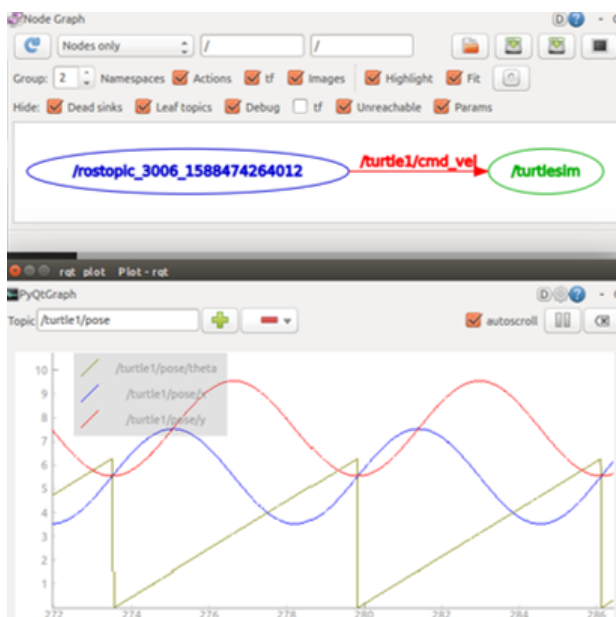 Node Graph
D
Nodes only / /
Group: 2 Namespaces Actions tf Images Highlight Fit
Hide: Dead sinks Leaf topics Debug tf Unreachable Params
/rostopic_3006_1588474264012 /turtle1/cmd_vel /turtlesim
rqt_plot__Plot - rqt
PyQtGraph
D
Topic /turtle1/pose autoscroll
/turtle1/pose/theta
/turtle1/pose/x
/turtle1/pose/y
10
9
8
7
6
5
4
3
2
1
272 274 276 278 280 282 284 286